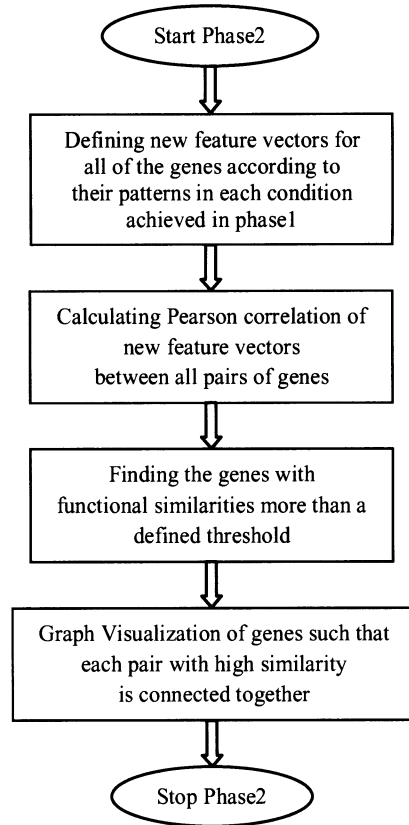 Start Phase2
Defining new feature vectors for
all of the genes according to
their patterns in each condition
achieved in phase1
Calculating Pearson correlation of
new feature vectors
between all pairs of genes
Finding the genes with
functional similarities more than a
defined threshold
Graph Visualization of genes such that
each pair with high similarity
is connected together
Stop Phase2